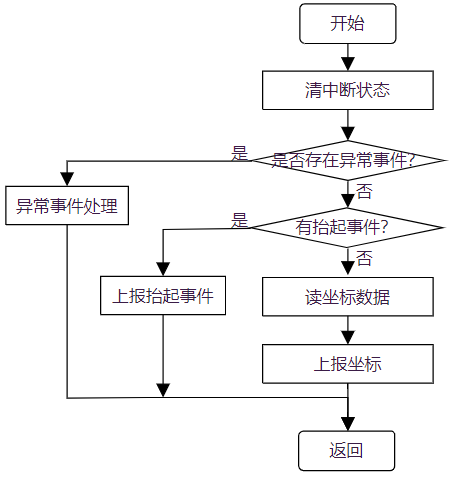 开始
清中断状态
是
是否存在异常事件?
否
异常事件处理
是
有抬起事件?
否
上报抬起事件
读坐标数据
上报坐标
返回